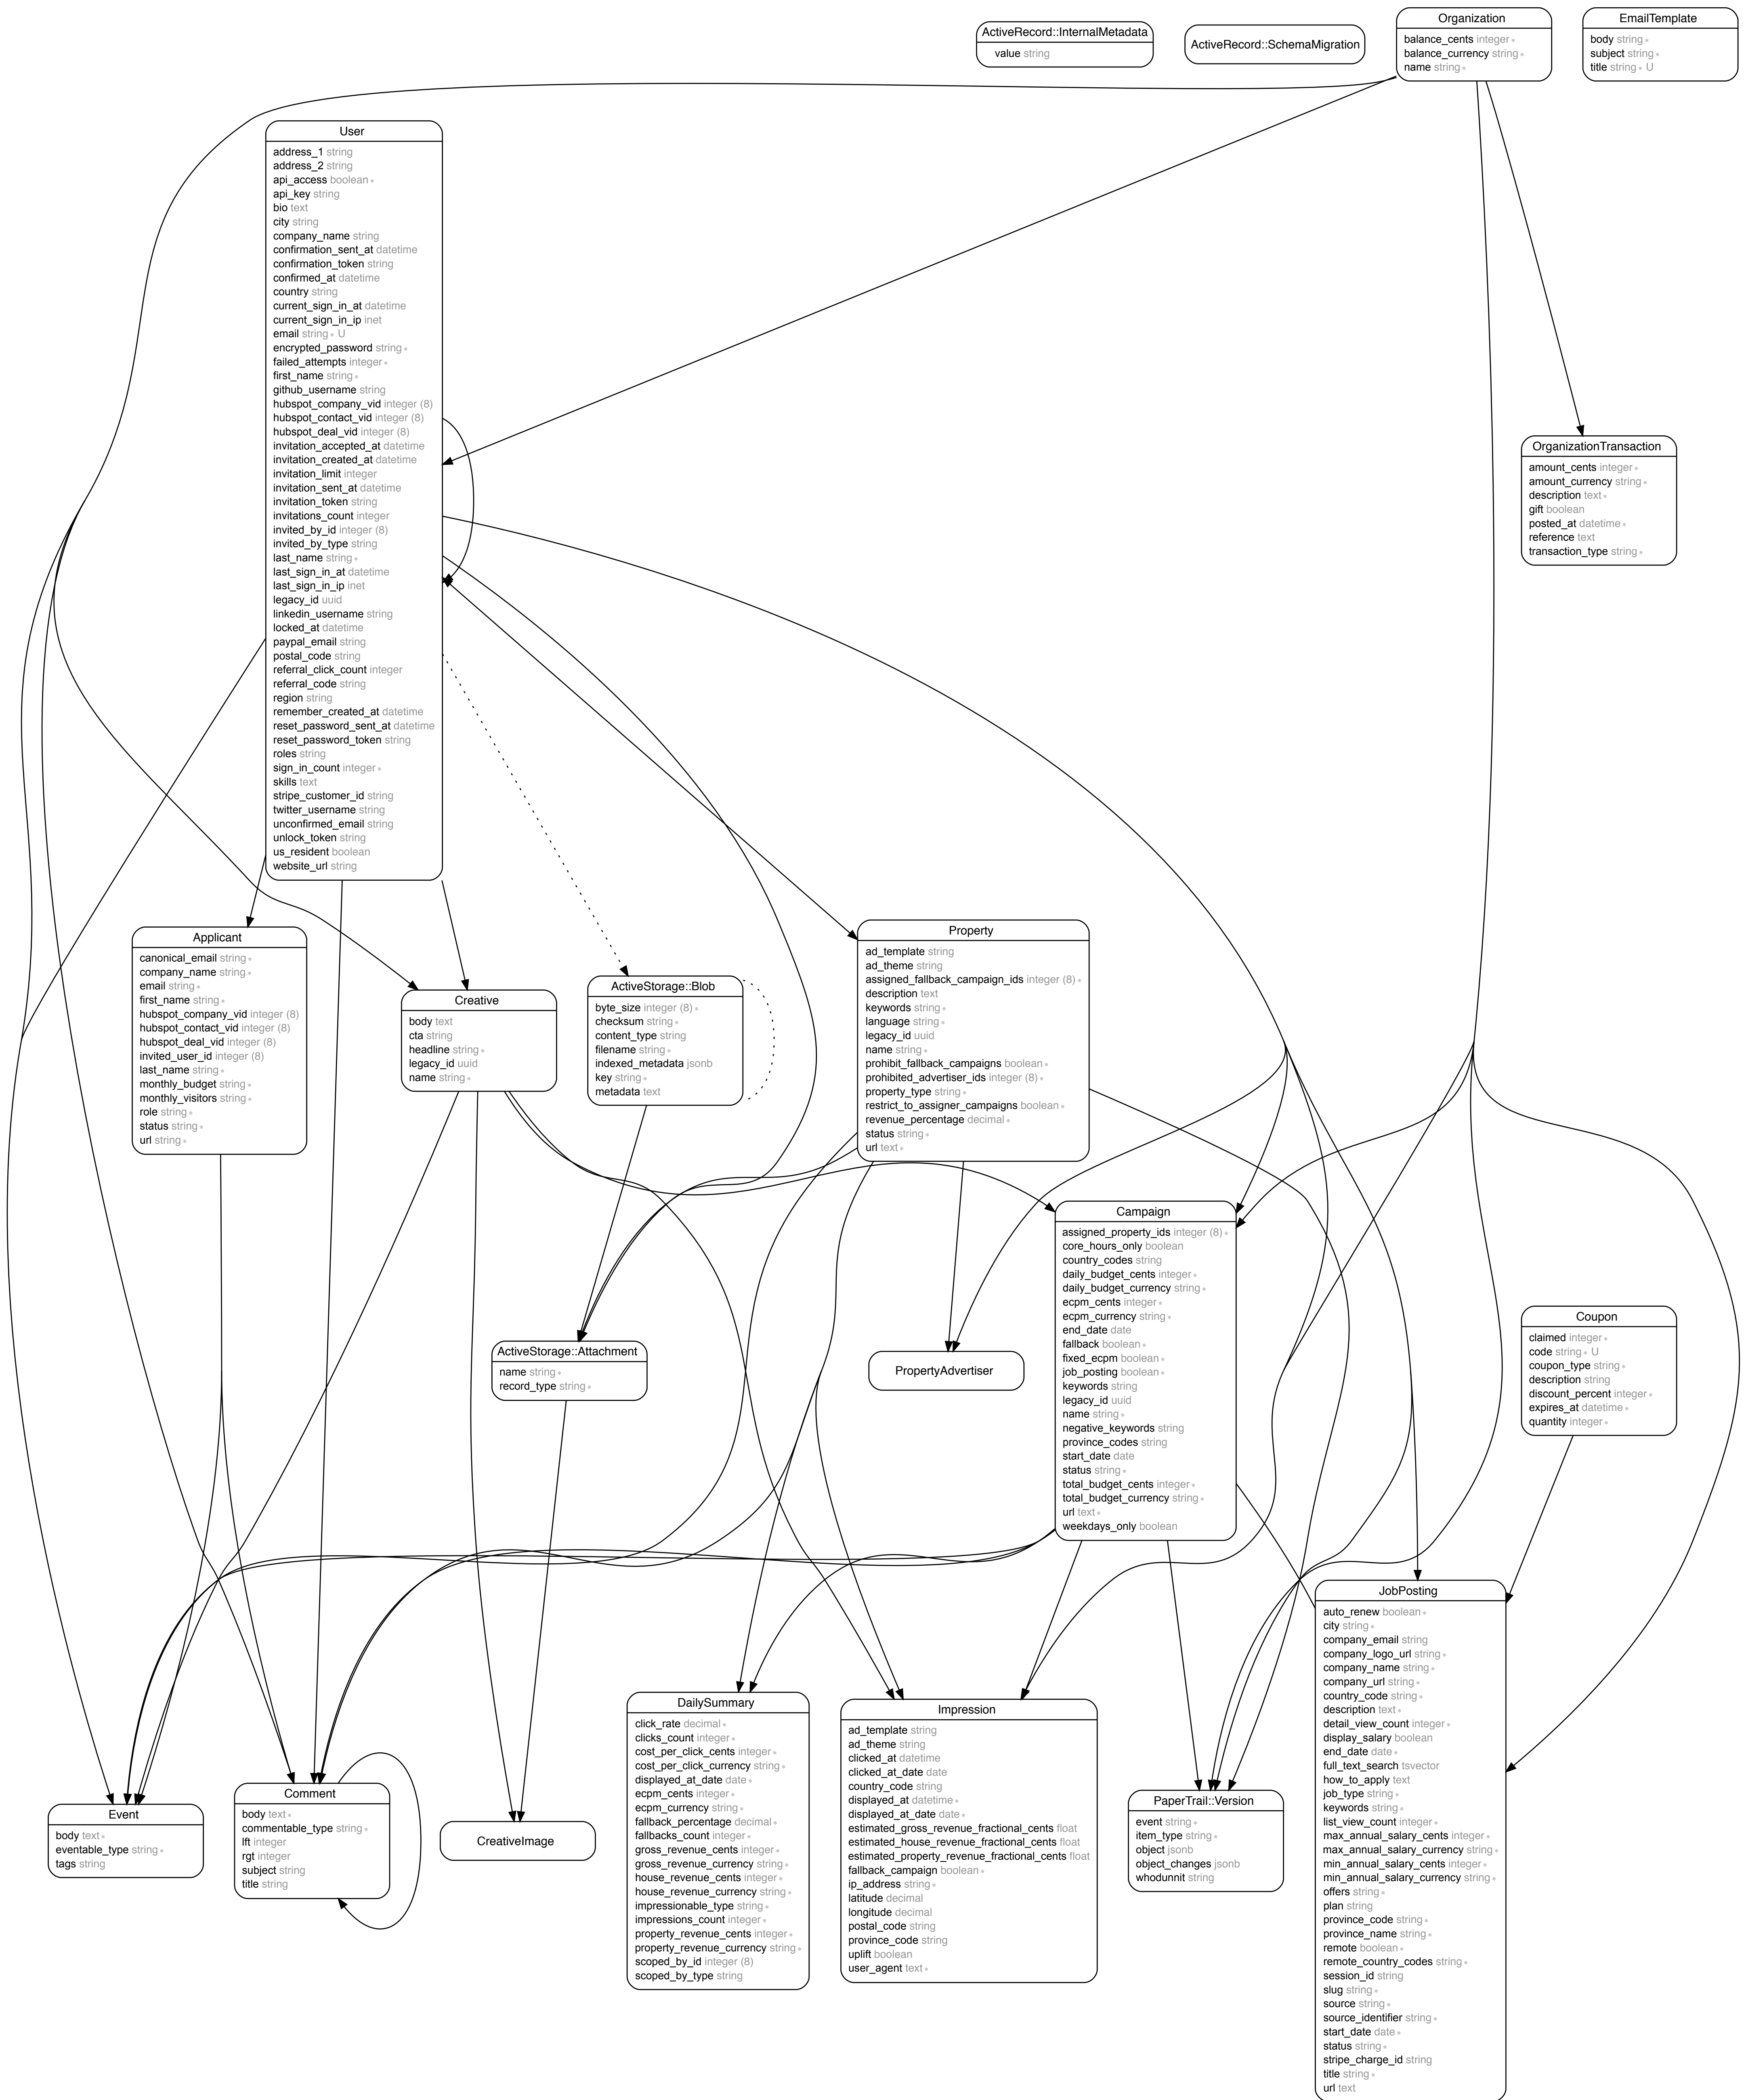 ActiveRecord::InternalMetadata
value string
ActiveRecord::SchemaMigration
Organization
balance_cents integer *
balance_currency string *
name string *
EmailTemplate
body string *
subject string *
title string * U
User
address_1 string
address_2 string
api_access boolean *
api_key string
bio text
city string
company_name string
confirmation_sent_at datetime
confirmation_token string
confirmed_at datetime
country string
current_sign_in_at datetime
current_sign_in_ip inet
email string * U
encrypted_password string *
failed_attempts integer *
first_name string *
github_username string
hubspot_company_vid integer (8)
hubspot_contact_vid integer (8)
hubspot_deal_vid integer (8)
invitation_accepted_at datetime
invitation_created_at datetime
invitation_limit integer
invitation_sent_at datetime
invitation_token string
invitations_count integer
invited_by_id integer (8)
invited_by_type string
last_name string *
last_sign_in_at datetime
last_sign_in_ip inet
legacy_id uuid
linkedin_username string
locked_at datetime
paypal_email string
postal_code string
referral_click_count integer
referral_code string
region string
remember_created_at datetime
reset_password_sent_at datetime
reset_password_token string
roles string
sign_in_count integer *
skills text
stripe_customer_id string
twitter_username string
unconfirmed_email string
unlock_token string
us_resident boolean
website_url string
OrganizationTransaction
amount_cents integer *
amount_currency string *
description text *
gift boolean
posted_at datetime *
reference text
transaction_type string *
Applicant
canonical_email string *
company_name string *
email string *
first_name string *
hubspot_company_vid integer (8)
hubspot_contact_vid integer (8)
hubspot_deal_vid integer (8)
invited_user_id integer (8)
last_name string *
monthly_budget string *
monthly_visitors string *
role string *
status string *
url string *
Creative
body text
cta string
headline string *
legacy_id uuid
name string *
ActiveStorage::Blob
byte_size integer (8) *
checksum string *
content_type string
filename string *
indexed_metadata jsonb
key string *
metadata text
Property
ad_template string
ad_theme string
assigned_fallback_campaign_ids integer (8) *
description text
keywords string *
language string *
legacy_id uuid
name string *
prohibit_fallback_campaigns boolean *
prohibited_advertiser_ids integer (8) *
property_type string *
restrict_to_assigner_campaigns boolean *
revenue_percentage decimal *
status string *
url text *
Campaign
assigned_property_ids integer (8) *
core_hours_only boolean
country_codes string
daily_budget_cents integer *
daily_budget_currency string *
ecpm_cents integer *
ecpm_currency string *
end_date date
fallback boolean *
fixed_ecpm boolean *
job_posting boolean *
keywords string
legacy_id uuid
name string *
negative_keywords string
province_codes string
start_date date
status string *
total_budget_cents integer *
total_budget_currency string *
url text *
weekdays_only boolean
Coupon
claimed integer *
code string * U
coupon_type string *
description string
discount_percent integer *
expires_at datetime *
quantity integer *
ActiveStorage::Attachment
name string *
record_type string *
PropertyAdvertiser
JobPosting
auto_renew boolean *
city string *
company_email string
company_logo_url string *
company_name string *
company_url string *
country_code string *
description text *
detail_view_count integer *
display_salary boolean
end_date date *
full_text_search tsvector
how_to_apply text
job_type string *
keywords string *
list_view_count integer *
max_annual_salary_cents integer *
max_annual_salary_currency string *
min_annual_salary_cents integer *
min_annual_salary_currency string *
offers string *
plan string
province_code string *
province_name string *
remote boolean *
remote_country_codes string *
session_id string
slug string *
source string *
source_identifier string *
start_date date *
status string *
stripe_charge_id string
title string *
url text
DailySummary
click_rate decimal *
clicks_count integer *
cost_per_click_cents integer *
cost_per_click_currency string *
displayed_at_date date *
ecpm_cents integer *
ecpm_currency string *
fallback_percentage decimal *
fallbacks_count integer *
gross_revenue_cents integer *
gross_revenue_currency string *
house_revenue_cents integer *
house_revenue_currency string *
impressionable_type string *
impressions_count integer *
property_revenue_cents integer *
property_revenue_currency string *
scoped_by_id integer (8)
scoped_by_type string
Impression
ad_template string
ad_theme string
clicked_at datetime
clicked_at_date date
country_code string
displayed_at datetime *
displayed_at_date date *
estimated_gross_revenue_fractional_cents float
estimated_house_revenue_fractional_cents float
estimated_property_revenue_fractional_cents float
fallback_campaign boolean *
ip_address string *
latitude decimal
longitude decimal
postal_code string
province_code string
uplift boolean
user_agent text *
PaperTrail::Version
event string *
item_type string *
object jsonb
object_changes jsonb
whodunnit string
Event
body text *
eventable_type string *
tags string
Comment
body text *
commentable_type string *
lft integer
rgt integer
subject string
title string
CreativeImage